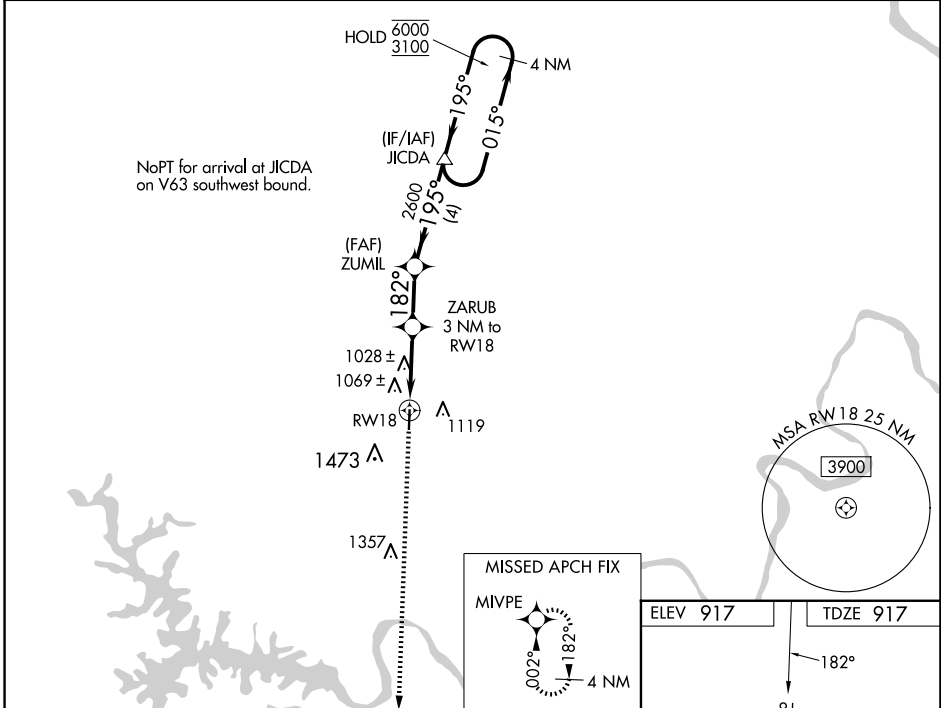 HOLD 6000
3100
4 NM
195°
015°
(IF/IAF)
JICDA
NoPT for arrival at JICDA
on V63 southwest bound.
2600
195°
(4)
(FAF)
ZUMIL
182°
ZARUB
3 NM to
RW18
1028 ±
1069 ±
RW18
1119
1473
1357
MSA RW18 25 NM
3900
MISSED APCH FIX
MIVPE
002°
182°
4 NM
ELEV 917
TDZE 917
182°